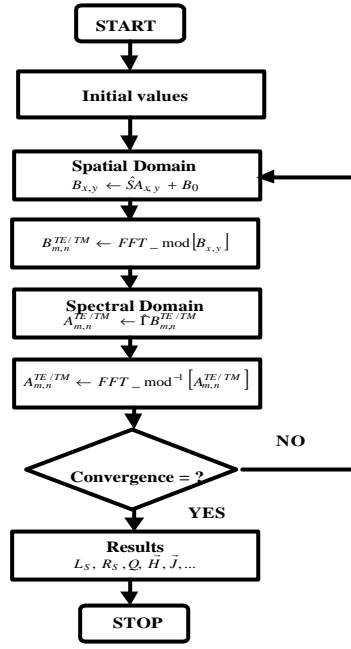 START
Initial values
Spatial Domain
B_{x,y} ← ŜA_{x,y} + B_0
B_{m,n}^{TE/TM} ← FFT_mod[B_{x,y}]
Spectral Domain
A_{m,n}^{TE/TM} ← Γ̂B_{m,n}^{TE/TM}
A_{m,n}^{TE/TM} ← FFT_mod^{-1}[A_{m,n}^{TE/TM}]
NO
Convergence = ?
YES
Results
L_S, R_S, Q, H⃗, J⃗,...
STOP